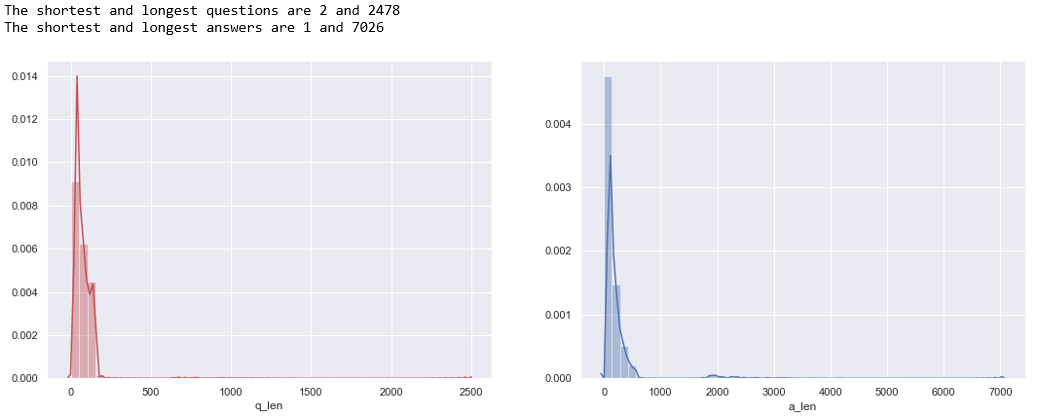 The shortest and longest questions are 2 and 2478
The shortest and longest answers are 1 and 7026
0.014
0.012
0.010
0.008
0.006
0.004
0.002
0.000
0 500 1000 1500 2000 2500
q_len
0.004
0.003
0.002
0.001
0.000
0 1000 2000 3000 4000 5000 6000 7000
a_len